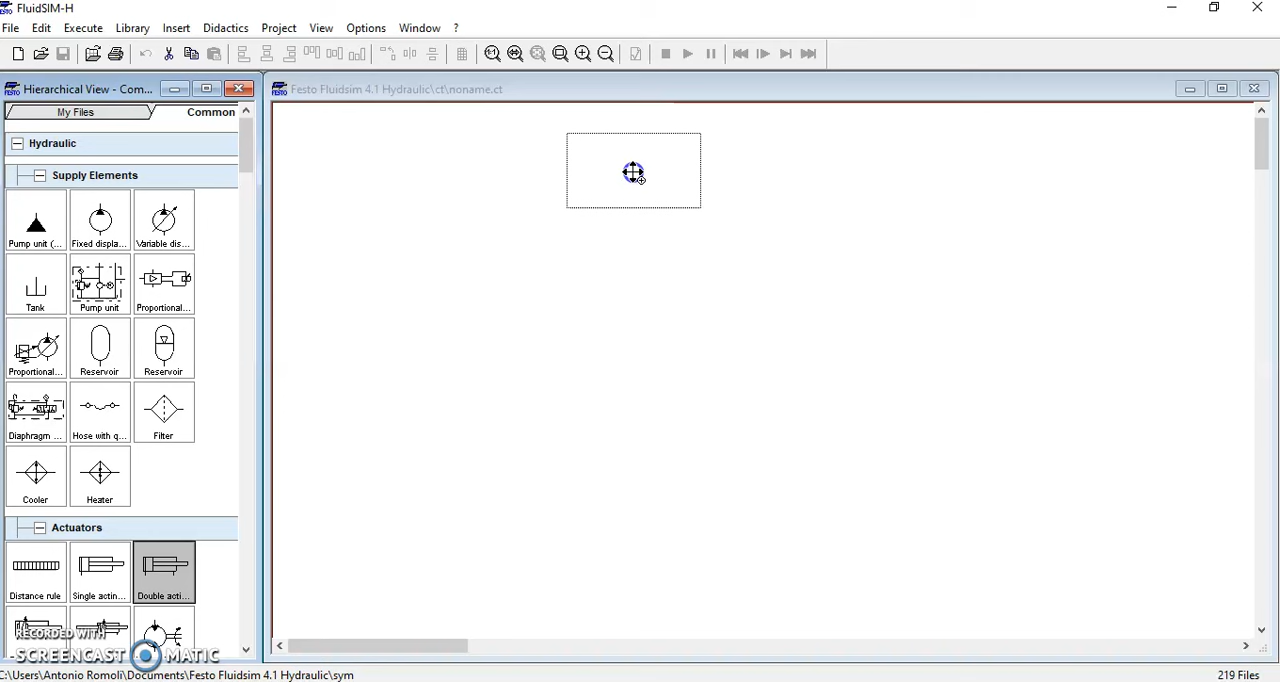 FESTO FluidSIM-H
File Edit Execute Library Insert Didactics Project View Options Window ?
FESTO Hierarchical View - Com...
FESTO Festo Fluidsim 4.1 Hydraulic\ct\noname.ct
My Files Common
Hydraulic
Supply Elements
Pump unit (... Fixed displa... Variable dis...
Tank Pump unit Proportional...
Proportional... Reservoir Reservoir
Diaphragm ... Hose with q... Filter
Cooler Heater
Actuators
Distance rule Single actin... Double acti...
RECORDED WITH
SCREENCAST MATIC
C:\Users\Antonio Romoli\Documents\Festo Fluidsim 4.1 Hydraulic\sym 219 Files